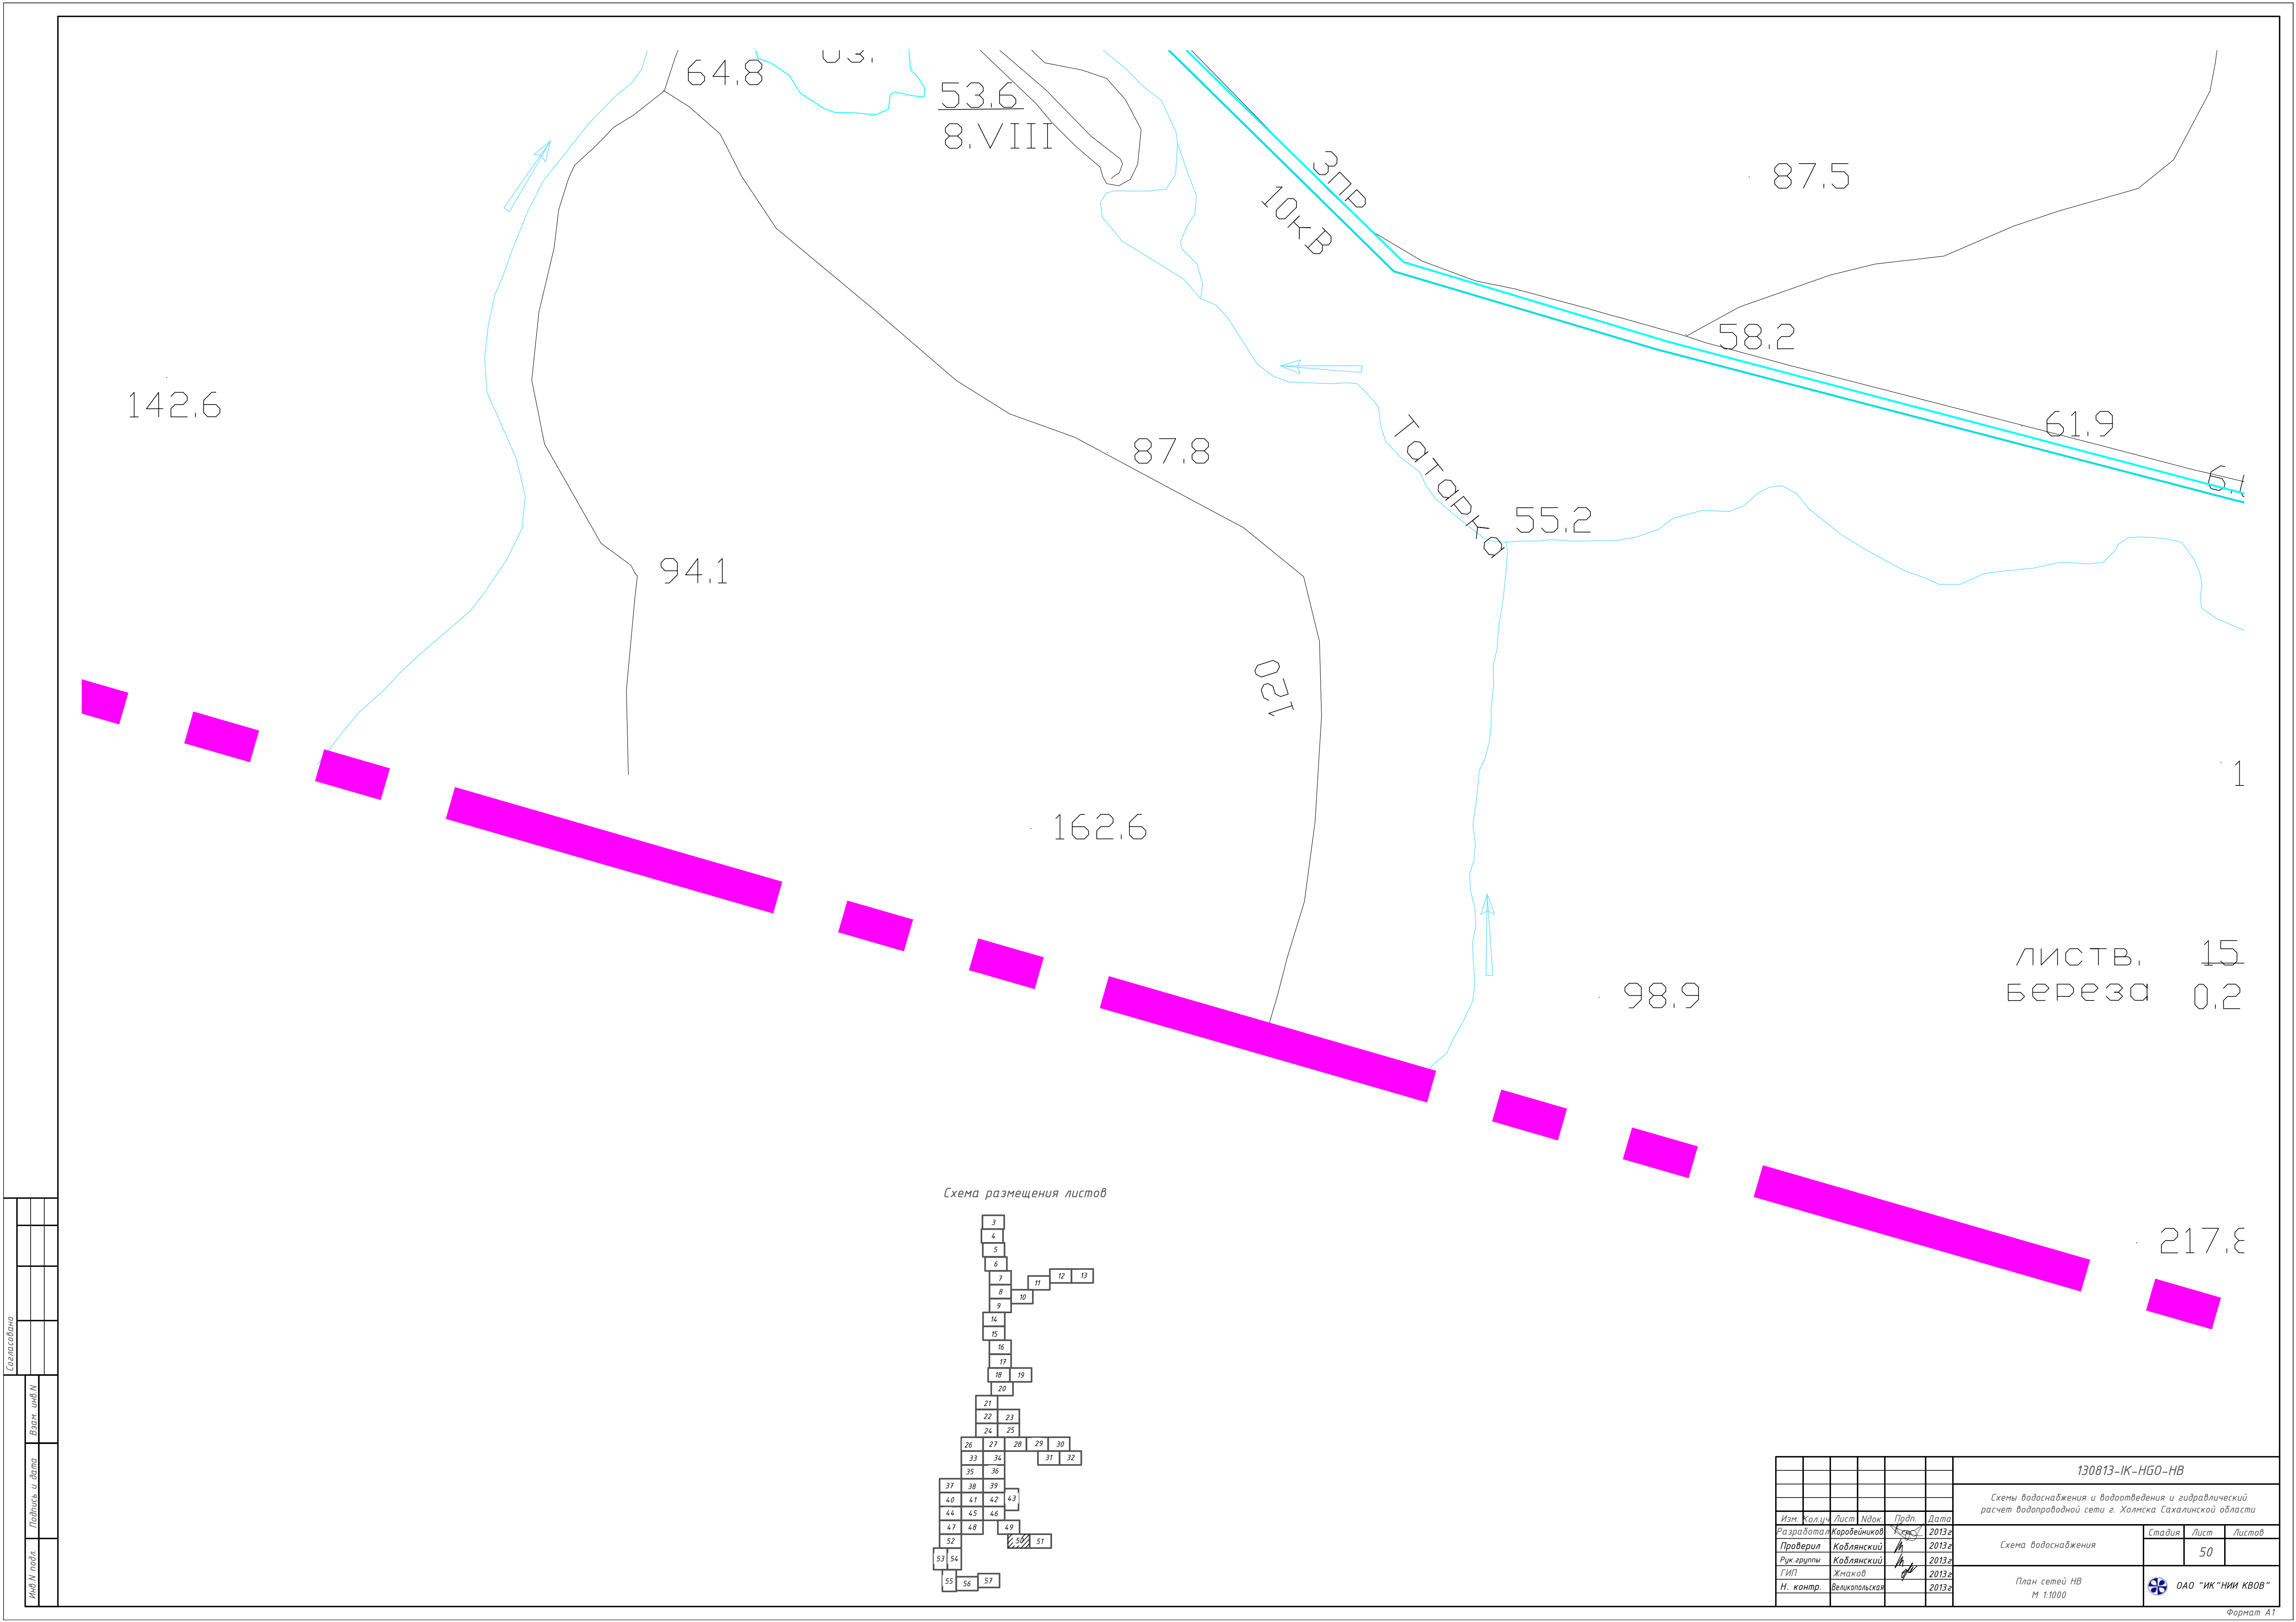 64.8
53.6
8.VIII
3пр
10кВ
87.5
58.2
142.6
61.9
87.8
Татарка
55.2
94.1
120
1
162.6
листв. 15
береза 0.2
98.9
217.8
Схема размещения листов
3
4
5
6
7
12 13
11
8
10
9
14
15
16
17
18 19
20
21
22 23
24 25
26 27 28 29 30
33 34 31 32
35 36
37 38 39
40 41 42 43
44 45 46
47 48 49
52 50 51
53 54
55 56 57
Согласовано
Взам. инв.N
Подпись и дата
Инв.N подл.
130813-IK-HGO-НВ
Схемы водоснабжения и водоотведения и гидравлический
расчет водопроводной сети г. Холмска Сахалинской области
Изм. Кол.уч Лист Nдок. Подп. Дата
Разработал Коробейников 2013г
Проверил Коблянский 2013г
Рук.группы Коблянский 2013г
ГИП Жмаков 2013г
Н. контр. Великопольская 2013г
Схема водоснабжения
Стадия Лист Листов
50
План сетей НВ
М 1:1000
ОАО "ИК"НИИ КВОВ"
Формат А1